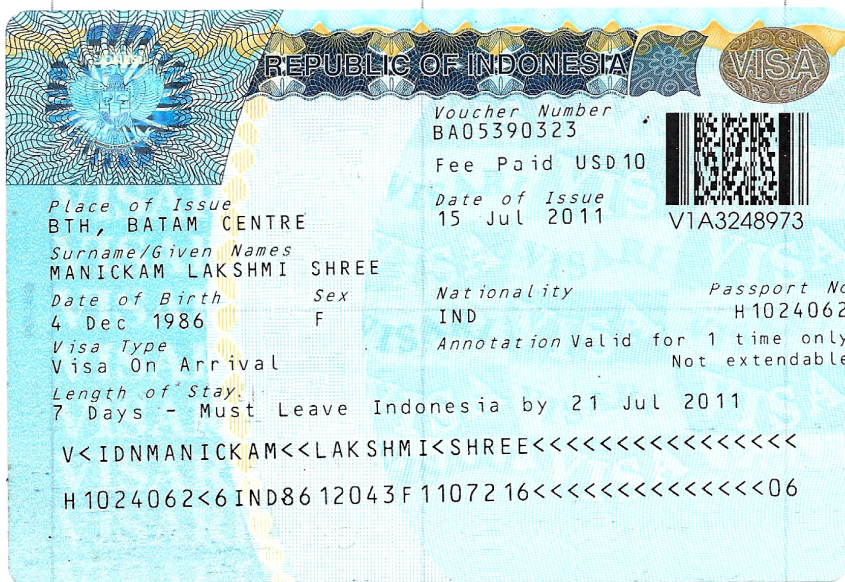 REPUBLIC OF INDONESIA
VISA
Voucher Number
BA05390323
Fee Paid USD10
Date of Issue
15 Jul 2011
V1A3248973
Place of Issue
BTH, BATAM CENTRE
Surname/Given Names
MANICKAM LAKSHMI SHREE
Date of Birth Sex Nationality Passport No
4 Dec 1986 F IND H1024062
Visa Type
Visa On Arrival
Annotation Valid for 1 time only
Not extendable
Length of Stay
7 Days - Must Leave Indonesia by 21 Jul 2011
V<IDNMANICKAM<<LAKSHMI<SHREE<<<<<<<<<<<<<<<<
H1024062<6IND8612043F1107216<<<<<<<<<<<<<<06